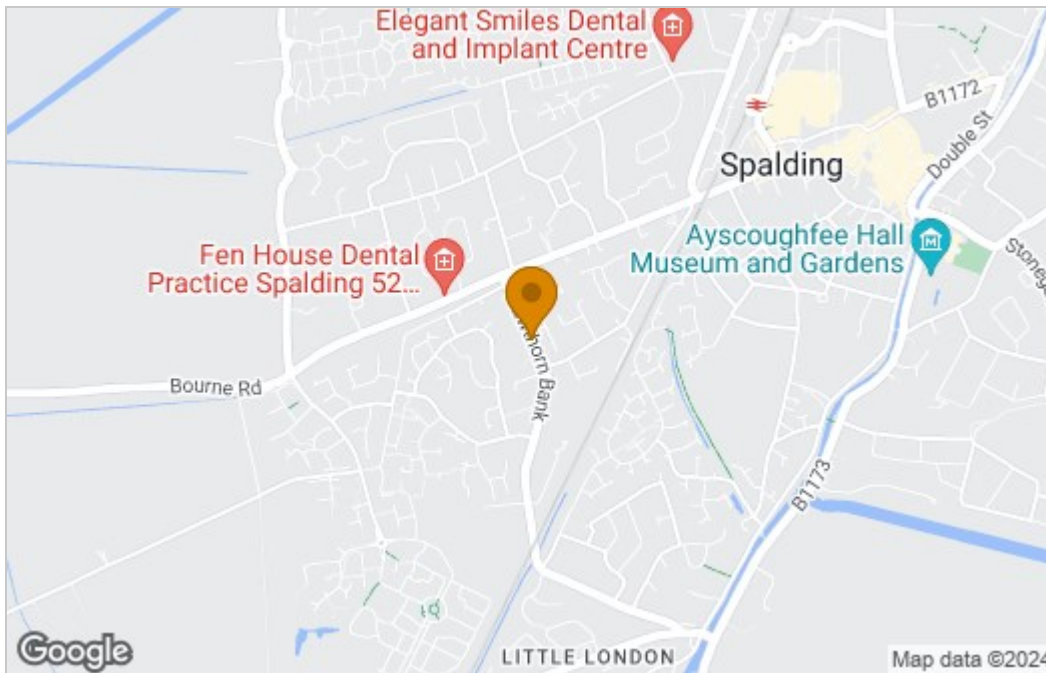 Elegant Smiles Dental
and Implant Centre
B1172
Double St
Spalding
Ayscoughfee Hall
Museum and Gardens
Fen House Dental
Practice Spalding 52...
Bourne Rd
Bank
B1173
LITTLE LONDON
Google
Map data ©2024